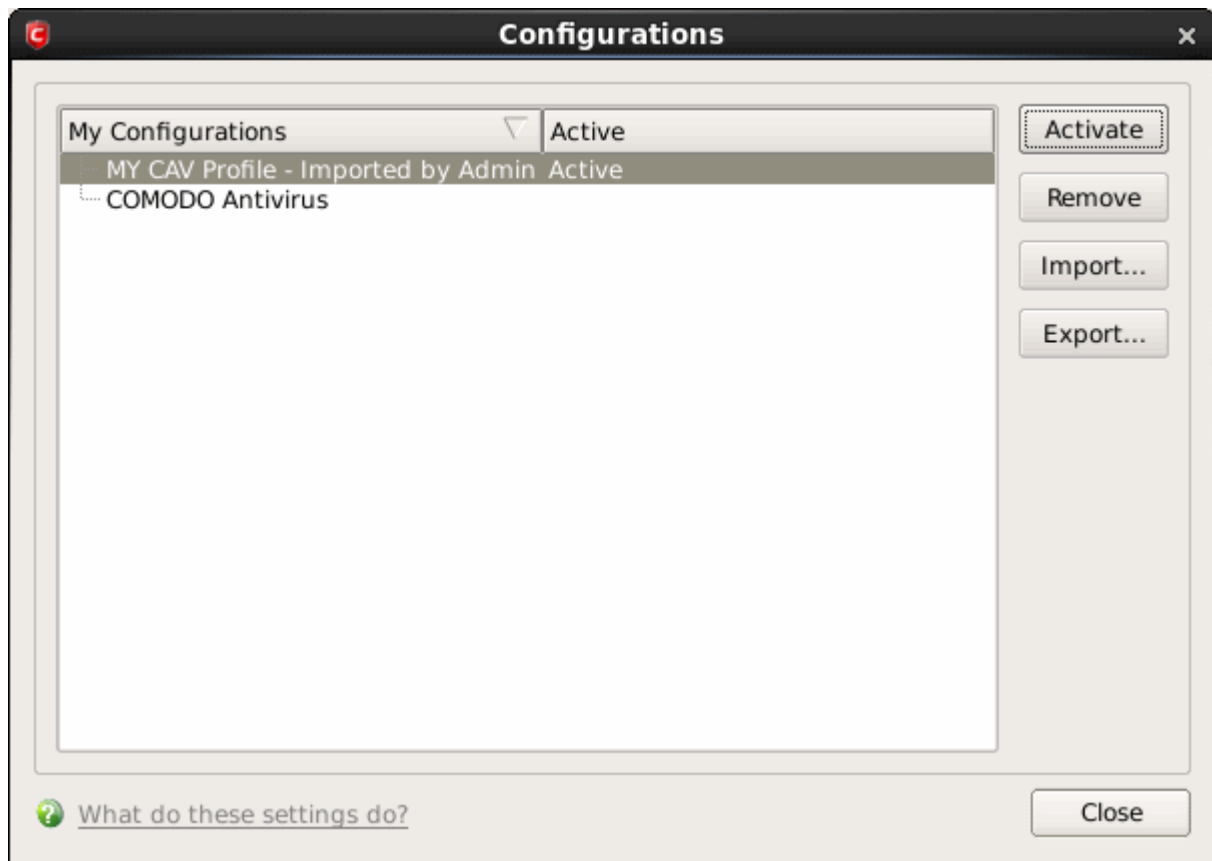 Configurations
My Configurations Active
MY CAV Profile - Imported by Admin Active
COMODO Antivirus
Activate
Remove
Import...
Export...
What do these settings do?
Close